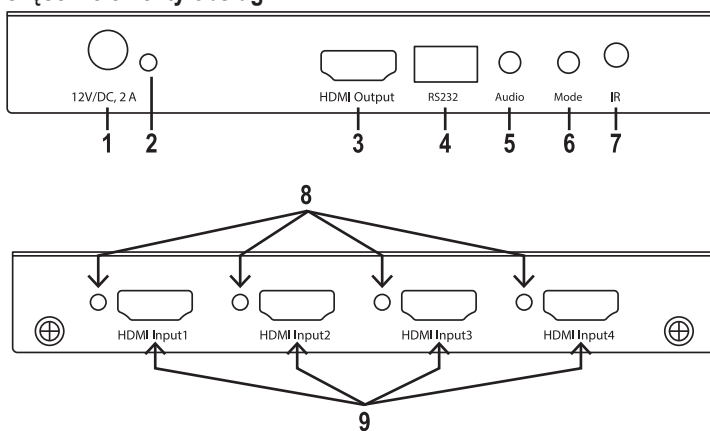 12V/DC, 2 A HDMI Output RS232 Audio Mode IR
1 2 3 4 5 6 7
8
HDMI Input1 HDMI Input2 HDMI Input3 HDMI Input4
9